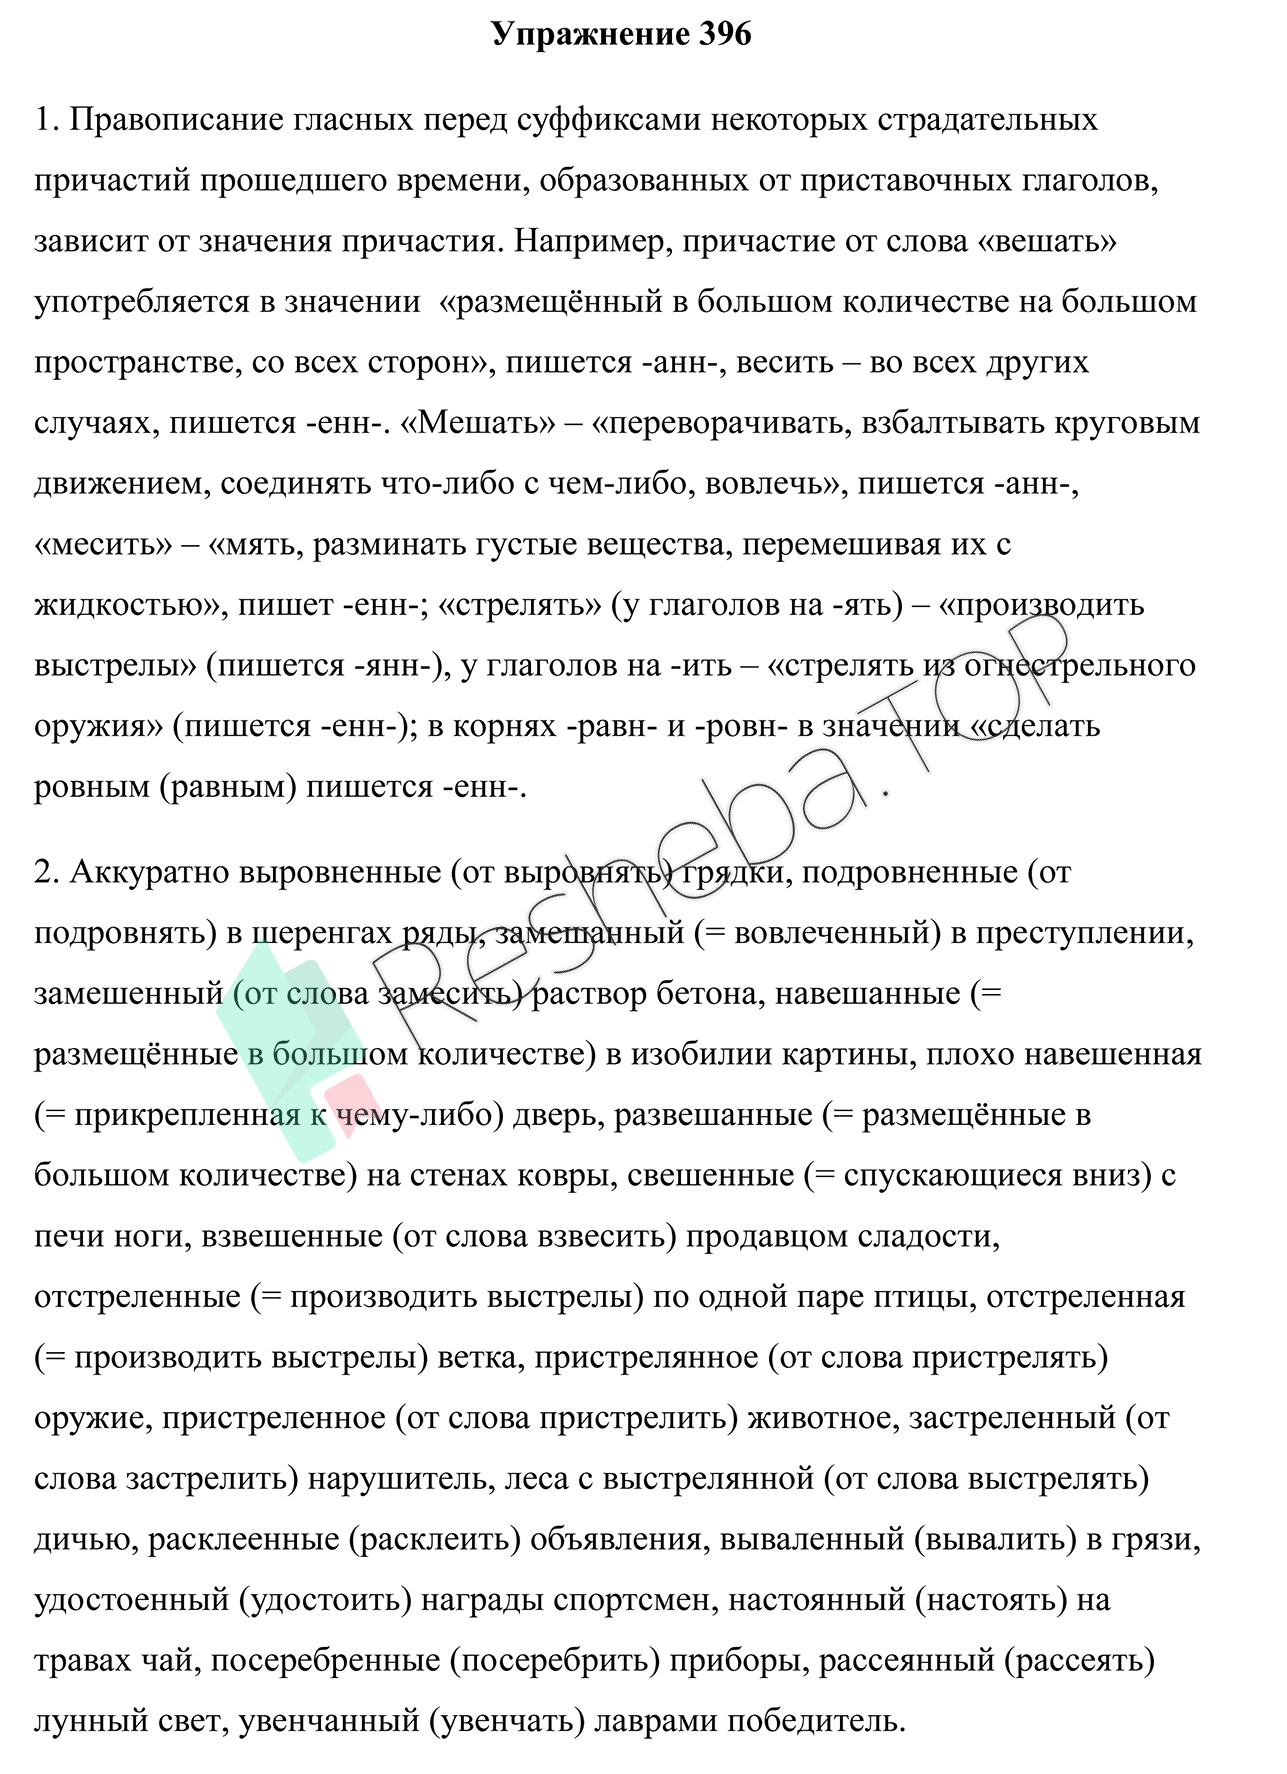 Упражнение 396
1. Правописание гласных перед суффиксами некоторых страдательных
причастий прошедшего времени, образованных от приставочных глаголов,
зависит от значения причастия. Например, причастие от слова «вешать»
употребляется в значении  «размещённый в большом количестве на большом
пространстве, со всех сторон», пишется -анн-, весить – во всех других
случаях, пишется -енн-. «Мешать» – «переворачивать, взбалтывать круговым
движением, соединять что-либо с чем-либо, вовлечь», пишется -анн-,
«месить» – «мять, разминать густые вещества, перемешивая их с
жидкостью», пишет -енн-; «стрелять» (у глаголов на -ять) – «производить
выстрелы» (пишется -янн-), у глаголов на -ить – «стрелять из огнестрельного
оружия» (пишется -енн-); в корнях -равн- и -ровн- в значении «сделать
ровным (равным) пишется -енн-.
2. Аккуратно выровненные (от выровнять) грядки, подровненные (от
подровнять) в шеренгах ряды, замешанный (= вовлеченный) в преступлении,
замешенный (от слова замесить) раствор бетона, навешанные (=
размещённые в большом количестве) в изобилии картины, плохо навешенная
(= прикрепленная к чему-либо) дверь, развешанные (= размещённые в
большом количестве) на стенах ковры, свешенные (= спускающиеся вниз) с
печи ноги, взвешенные (от слова взвесить) продавцом сладости,
отстреленные (= производить выстрелы) по одной паре птицы, отстреленная
(= производить выстрелы) ветка, пристрелянное (от слова пристрелять)
оружие, пристреленное (от слова пристрелить) животное, застреленный (от
слова застрелить) нарушитель, леса с выстрелянной (от слова выстрелять)
дичью, расклеенные (расклеить) объявления, вываленный (вывалить) в грязи,
удостоенный (удостоить) награды спортсмен, настоянный (настоять) на
травах чай, посеребренные (посеребрить) приборы, рассеянный (рассеять)
лунный свет, увенчанный (увенчать) лаврами победитель.
Resheba.TOP